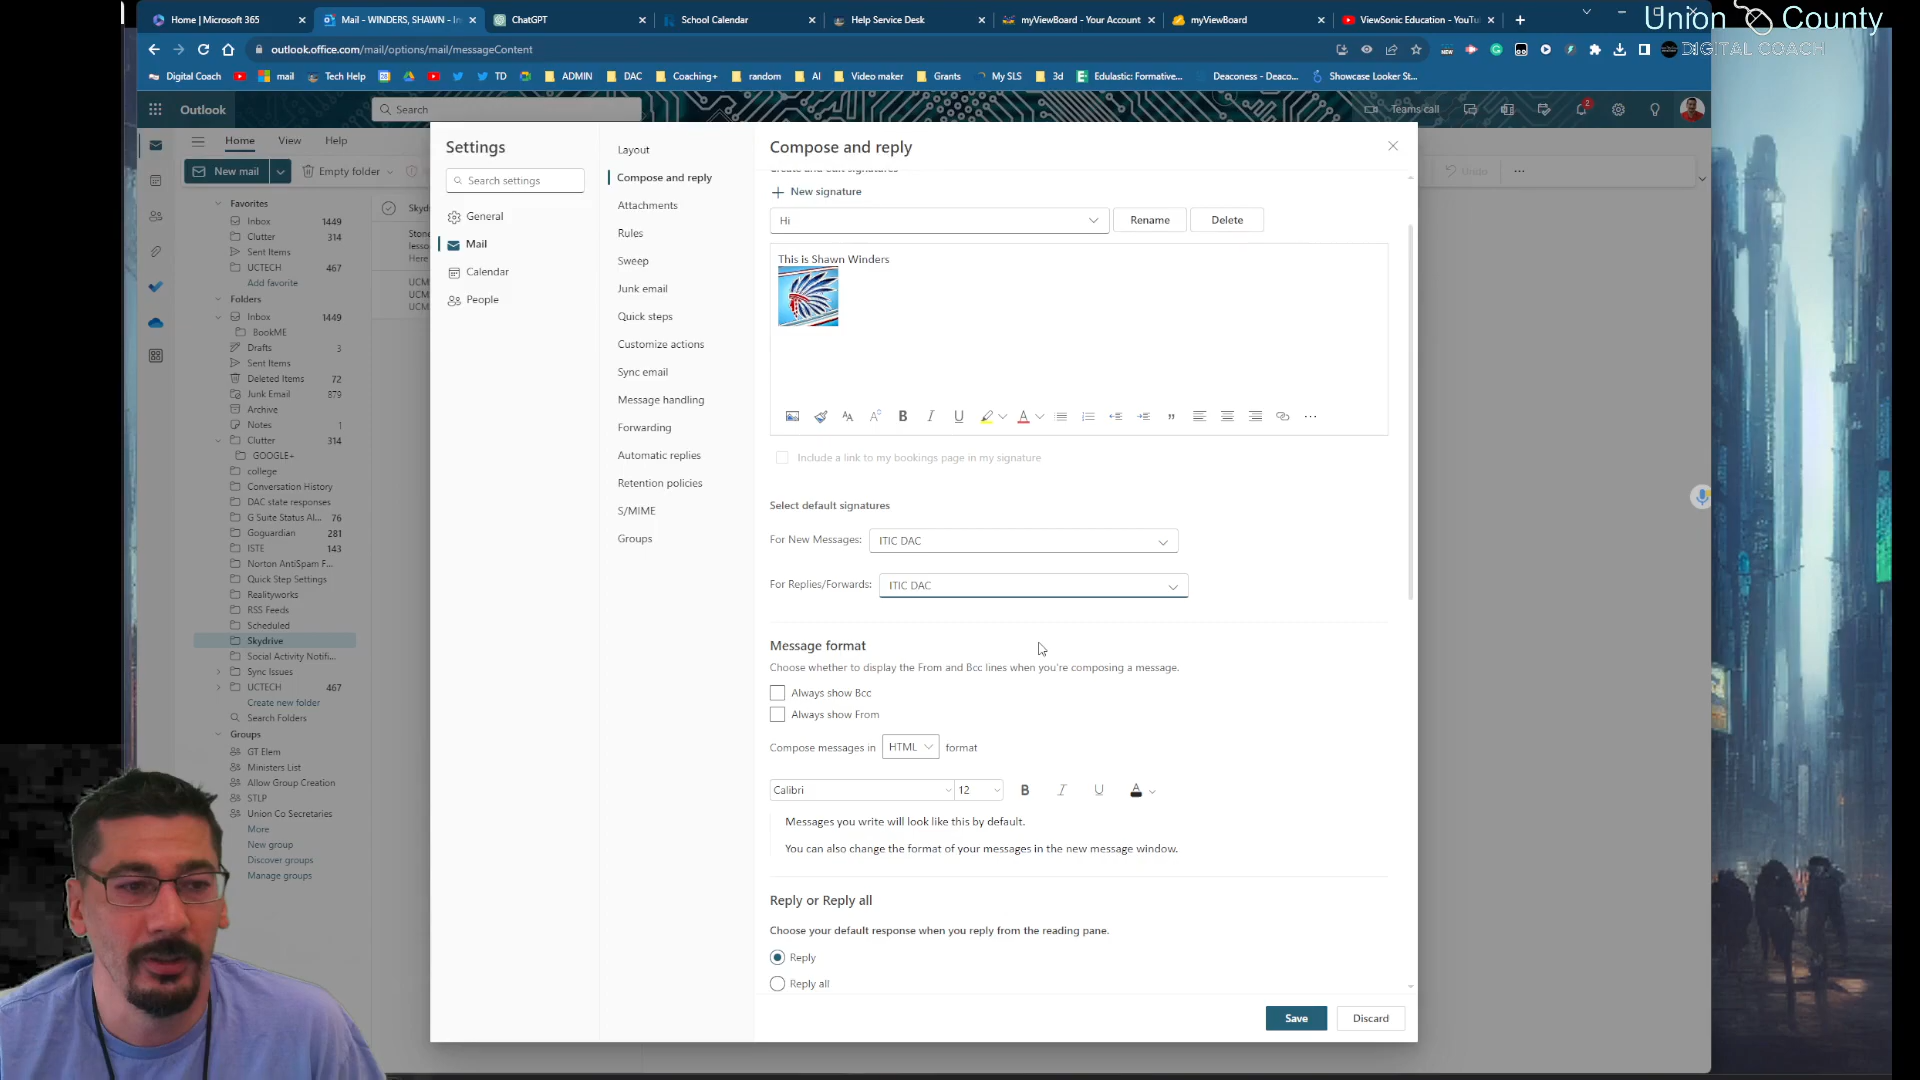 Union County
DIGITAL COACH
Home | Microsoft 365
Mail - WINDERS, SHAWN -
ChatGPT
School Calendar
Help Service Desk
myViewBoard - Your Account
myViewBoard
ViewSonic Education - YouTu
outlook.office.com/mail/options/mail/messageContent
Digital Coach
mail
Tech Help
TD
ADMIN
DAC
Coaching+
random
AI
Video maker
Grants
My SLS
3d
Edulastic: Formative...
Deaconess - Deaco...
Showcase Looker St...
Outlook
Search
Teams call
2
Home
View
Help
New mail
Empty folder
Undo
Favorites
Inbox 1449
Clutter 314
Sent Items
UCTECH 467
Add favorite
Folders
Inbox 1449
BookME
Drafts 3
Sent Items
Deleted Items 72
Junk Email 879
Archive
Notes 1
Clutter 314
GOOGLE+
college
Conversation History
DAC state responses
G Suite Status Al... 76
Goguardian 281
ISTE 143
Norton AntiSpam F...
Quick Step Settings
Realityworks
RSS Feeds
Scheduled
Skydrive
Social Activity Notifi...
Sync Issues
UCTECH 467
Create new folder
Search Folders
Groups
GT Elem
Ministers List
Allow Group Creation
STLP
Union Co Secretaries
More
New group
Discover groups
Manage groups
Skyd
Stone
lesso
Here
UCM
UCM
UCM
Settings
Search settings
General
Mail
Calendar
People
Layout
Compose and reply
Attachments
Rules
Sweep
Junk email
Quick steps
Customize actions
Sync email
Message handling
Forwarding
Automatic replies
Retention policies
S/MIME
Groups
Compose and reply
Create and edit signatures
New signature
Hi
Rename
Delete
This is Shawn Winders
Include a link to my bookings page in my signature
Select default signatures
For New Messages: ITIC DAC
For Replies/Forwards: ITIC DAC
Message format
Choose whether to display the From and Bcc lines when you're composing a message.
Always show Bcc
Always show From
Compose messages in HTML format
Calibri 12
Messages you write will look like this by default.
You can also change the format of your messages in the new message window.
Reply or Reply all
Choose your default response when you reply from the reading pane.
Reply
Reply all
Save
Discard